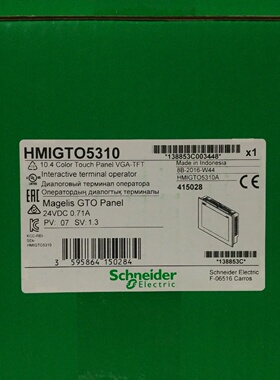 *138853C003448*
x1
HMIGTO5310
10.4 Color Touch Panel VGA-TFT
Interactive terminal operator
Диалоговый терминал оператора
Оператордың диалогтық терминалы
Made in Indonesia
8B-2016-W44
HMIGTO5310A
415028
Magelis GTO Panel
24VDC 0.71A
PV: 07 SV: 1.3
HMIGTO5310
3 595864 150284
Schneider
Electric
*138853C*
Schneider Electric
F-06516 Carros